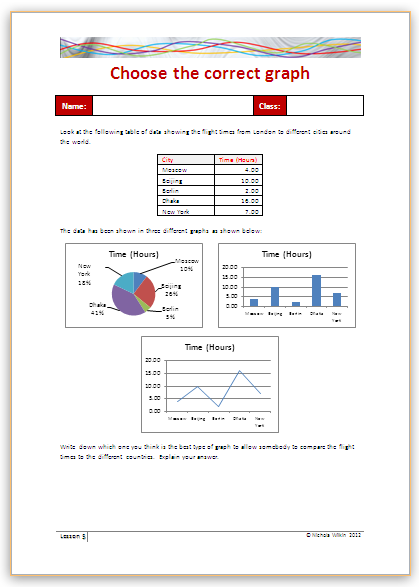 Choose the correct graph
Name: Class:
Look at the following table of data showing the flight times from London to different cities around
the world.
City Time (Hours)
Moscow 4.00
Beijing 10.00
Berlin 2.00
Dhaka 16.00
New York 7.00
The data has been shown in three different graphs as shown below:
Time (Hours)
Moscow
10%
Beijing
26%
Berlin
5%
Dhaka
41%
New
York
18%
Time (Hours)
20.00
15.00
10.00
5.00
0.00
Moscow Beijing Berlin Dhaka New
York
Time (Hours)
20.00
15.00
10.00
5.00
0.00
Moscow Beijing Berlin Dhaka New
York
Write down which one you think is the best type of graph to allow somebody to compare the flight
times to the different countries. Explain your answer.
Lesson 5 © Nichola Wilkin 2012